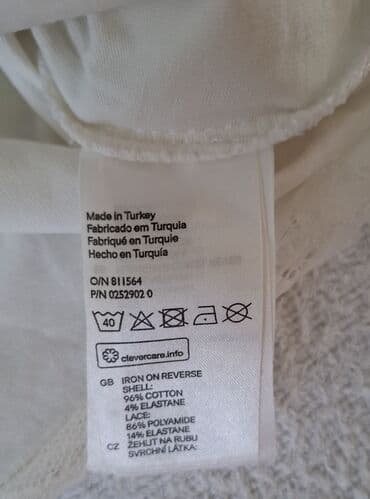 Made in Turkey
Fabricado em Turquia
Fabriqué en Turquie
Hecho en Turquía
O/N 811564
P/N 0252902 0
40
clevercare.info
GB IRON ON REVERSE
SHELL:
96% COTTON
4% ELASTANE
LACE:
86% POLYAMIDE
14% ELASTANE
CZ ŽEHLIT NA RUBU
SVRCHNÍ LÁTKA: